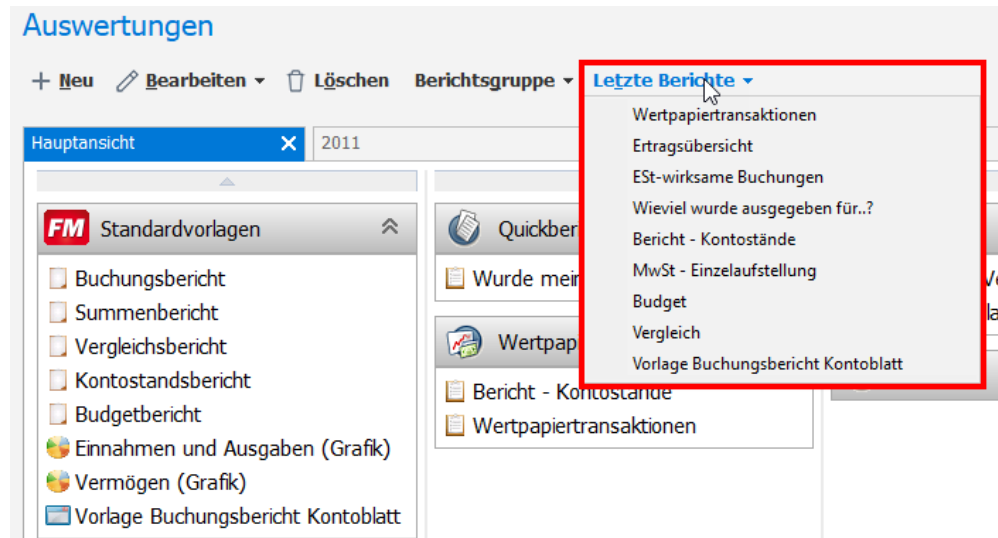 Auswertungen
Neu Bearbeiten Löschen Berichtsgruppe Letzte Berichte
Hauptansicht 2011
Wertpapiertransaktionen
Ertragsübersicht
ESt-wirksame Buchungen
Wieviel wurde ausgegeben für..?
Bericht - Kontostände
MwSt - Einzelaufstellung
Budget
Vergleich
Vorlage Buchungsbericht Kontoblatt
FM Standardvorlagen
Buchungsbericht
Summenbericht
Vergleichsbericht
Kontostandsbericht
Budgetbericht
Einnahmen und Ausgaben (Grafik)
Vermögen (Grafik)
Vorlage Buchungsbericht Kontoblatt
Wurde
Bericht - Kontostände
Wertpapiertransaktionen